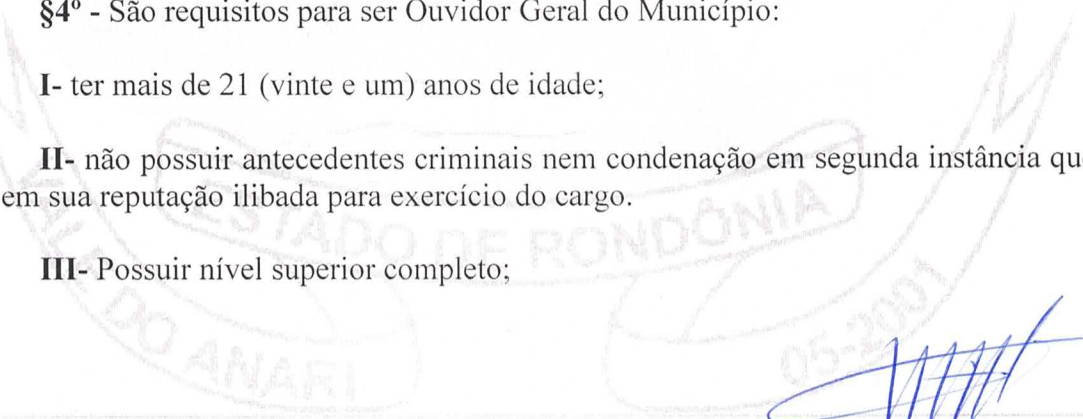 §4º - São requisitos para ser Ouvidor Geral do Município:
I- ter mais de 21 (vinte e um) anos de idade;
II- não possuir antecedentes criminais nem condenação em segunda instância qu
em sua reputação ilibada para exercício do cargo.
ESTADO DE RONDÔNIA
III- Possuir nível superior completo;
VALE DO ANARI
05-2001